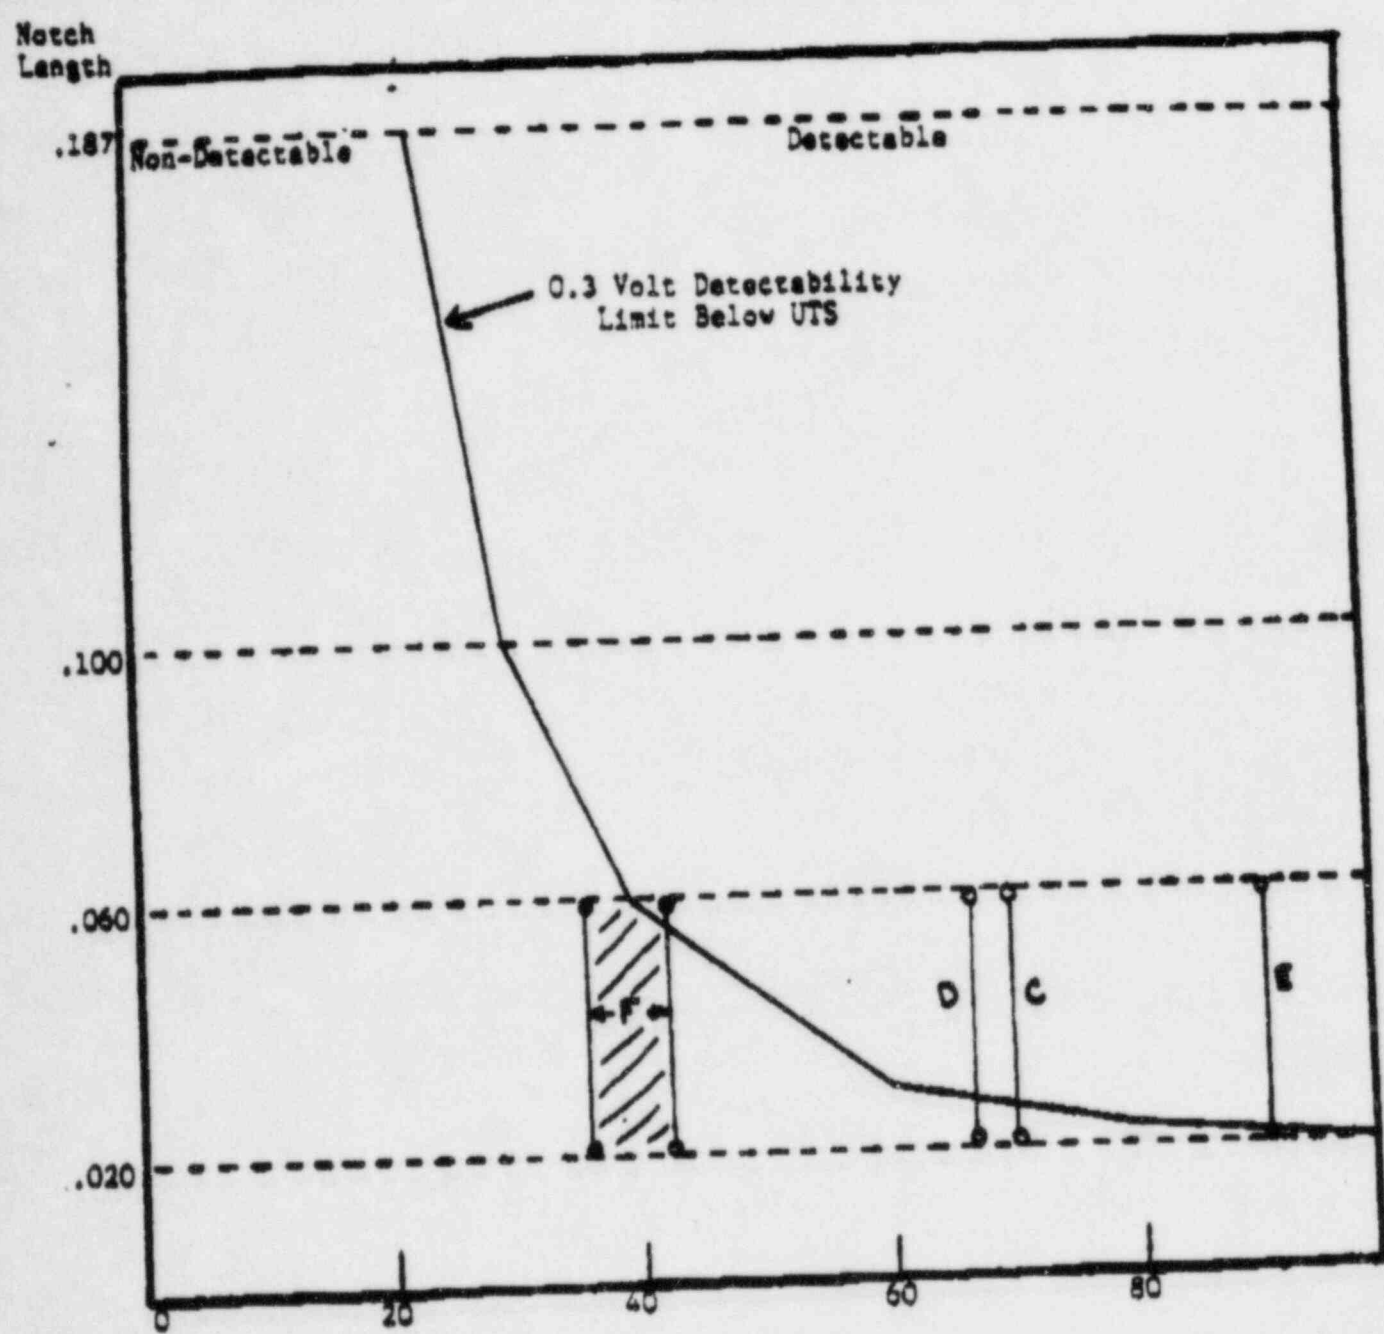 Notch
Length
.187
Non-Detectable
Detectable
0.3 Volt Detectability
Limit Below UTS
.100
.060
D
C
E
F
.020
0
20
40
60
80